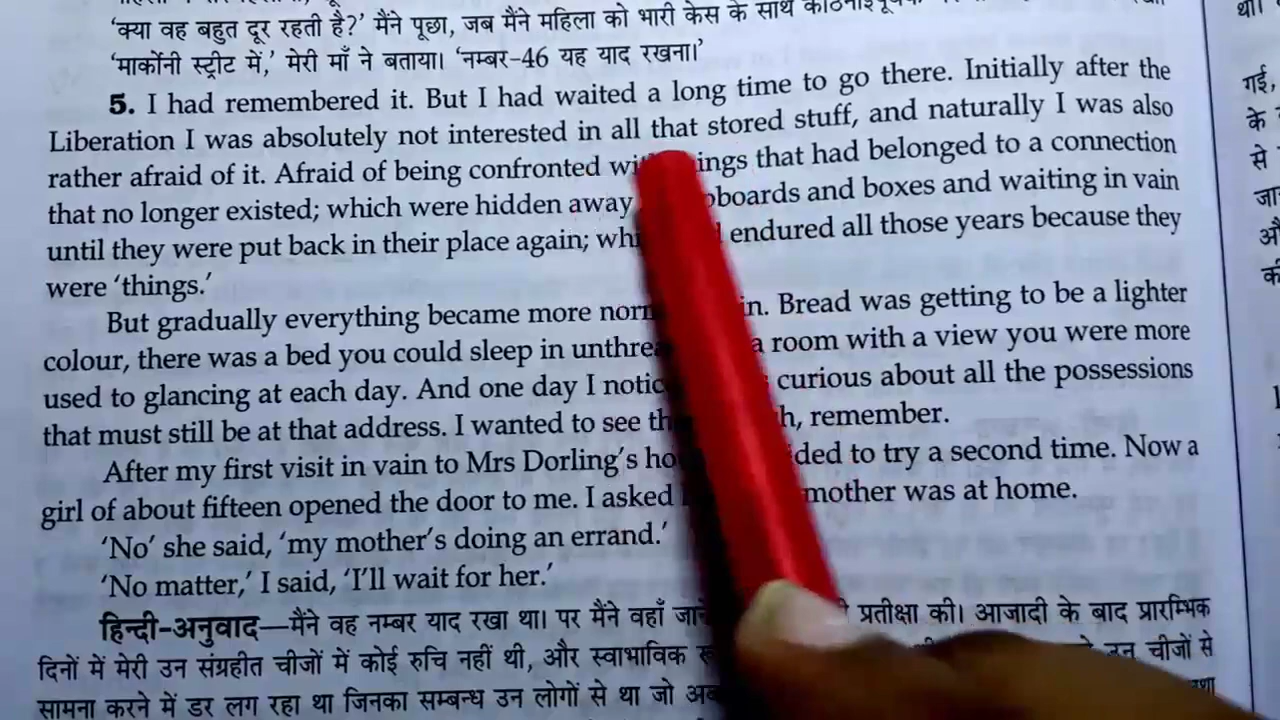 'क्या वह बहुत दूर रहती है?' मैंने पूछा, जब मैंने महिला को भारी केस के साथ
'मार्कोनी स्ट्रीट में,' मेरी माँ ने बताया। 'नम्बर-46 यह याद रखना।'
5. I had remembered it. But I had waited a long time to go there. Initially after the
Liberation I was absolutely not interested in all that stored stuff, and naturally I was also
rather afraid of it. Afraid of being confronted that had belonged to a connection
that no longer existed; which were hidden away and boxes and waiting in vain
until they were put back in their place again; endured all those years because they
were 'things.'
But gradually everything became more Bread was getting to be a lighter
colour, there was a bed you could sleep in a room with a view you were more
used to glancing at each day. And one day I curious about all the possessions
that must still be at that address. I wanted to see remember.
After my first visit in vain to Mrs Dorling's to try a second time. Now a
girl of about fifteen opened the door to me. I asked mother was at home.
'No' she said, 'my mother's doing an errand.'
'No matter,' I said, 'I'll wait for her.'
हिन्दी-अनुवाद—मैंने वह नम्बर याद रखा था। पर मैंने वहाँ प्रतीक्षा की। आजादी के बाद प्रारम्भिक
दिनों में मेरी उन संग्रहीत चीजों में कोई रुचि नहीं थी, और स्वाभाविक उन चीजों से
सामना करने में डर लग रहा था जिनका सम्बन्ध उन लोगों से था जो
था।
गई,
के
से